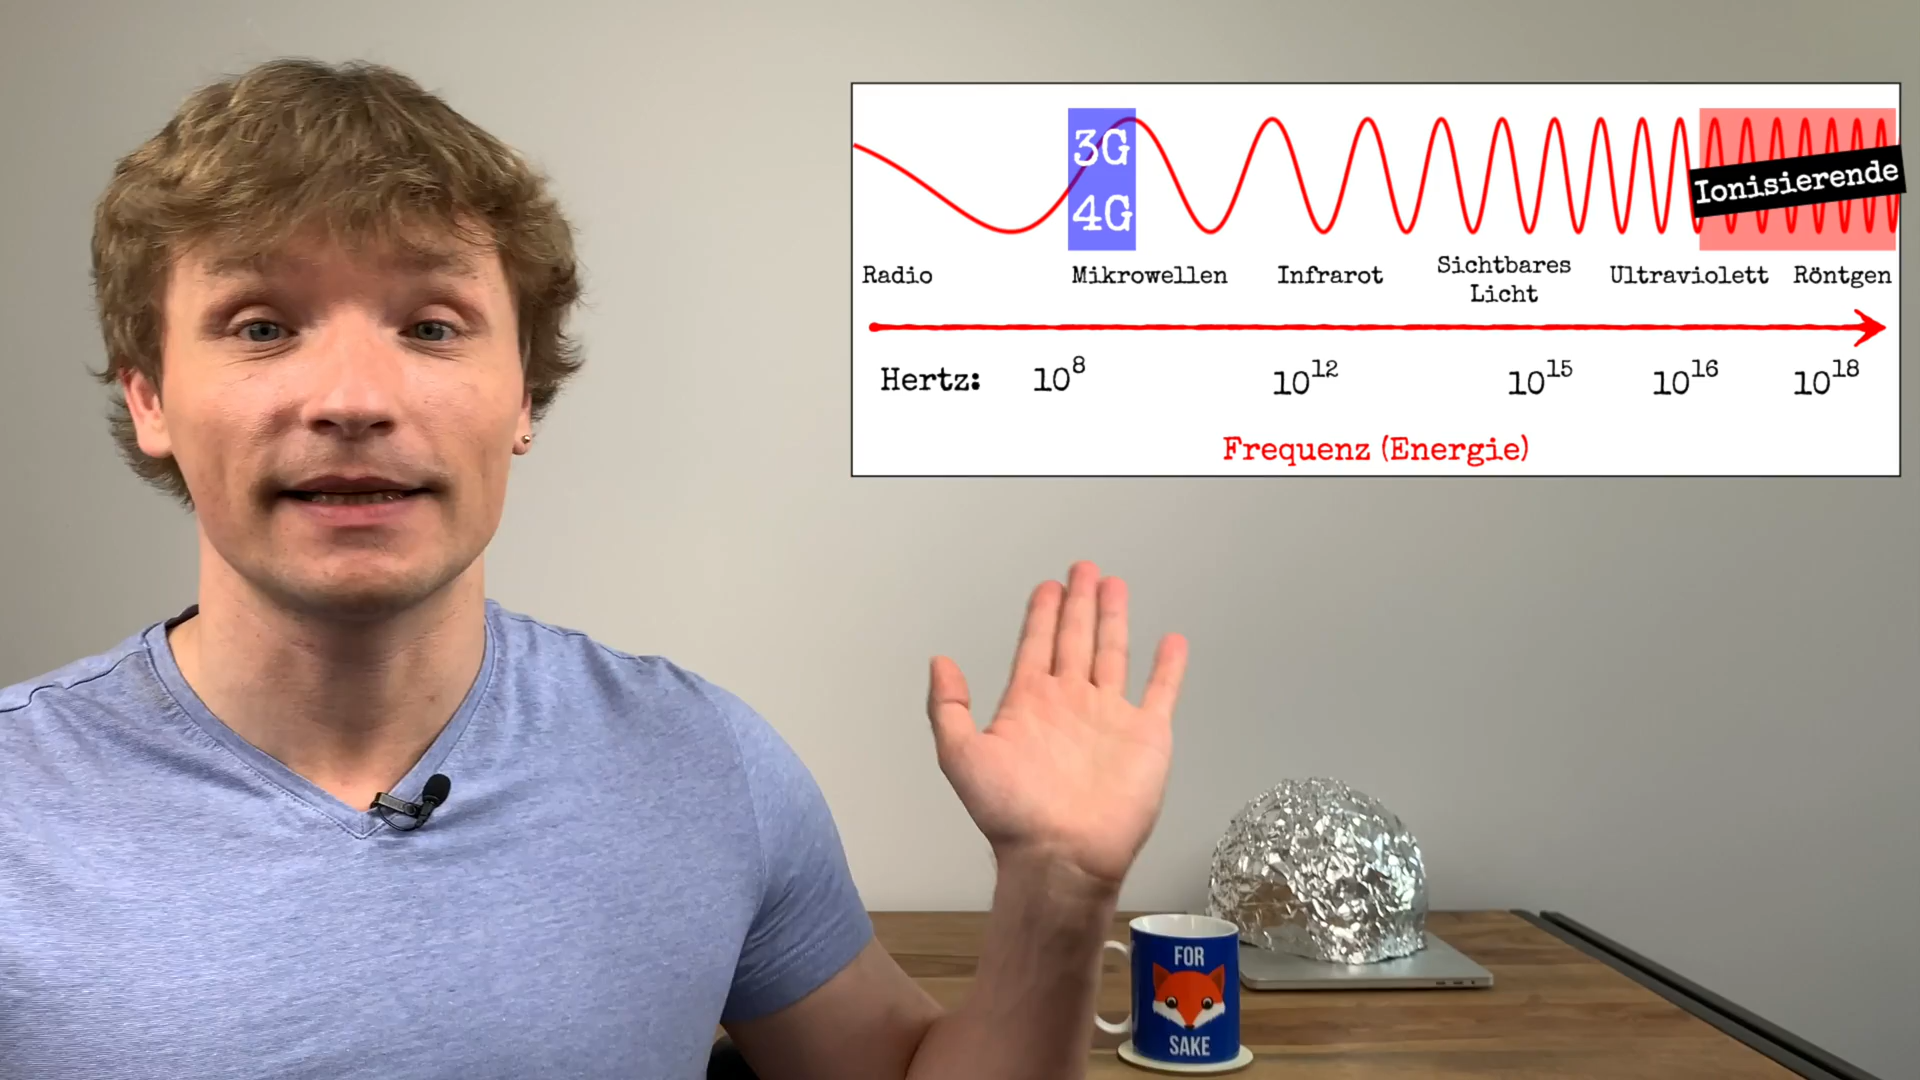 3G
4G
Ionisierende
Radio
Mikrowellen
Infrarot
Sichtbares
Licht
Ultraviolett
Röntgen
Hertz:
10⁸
10¹²
10¹⁵
10¹⁶
10¹⁸
Frequenz (Energie)
FOR
SAKE